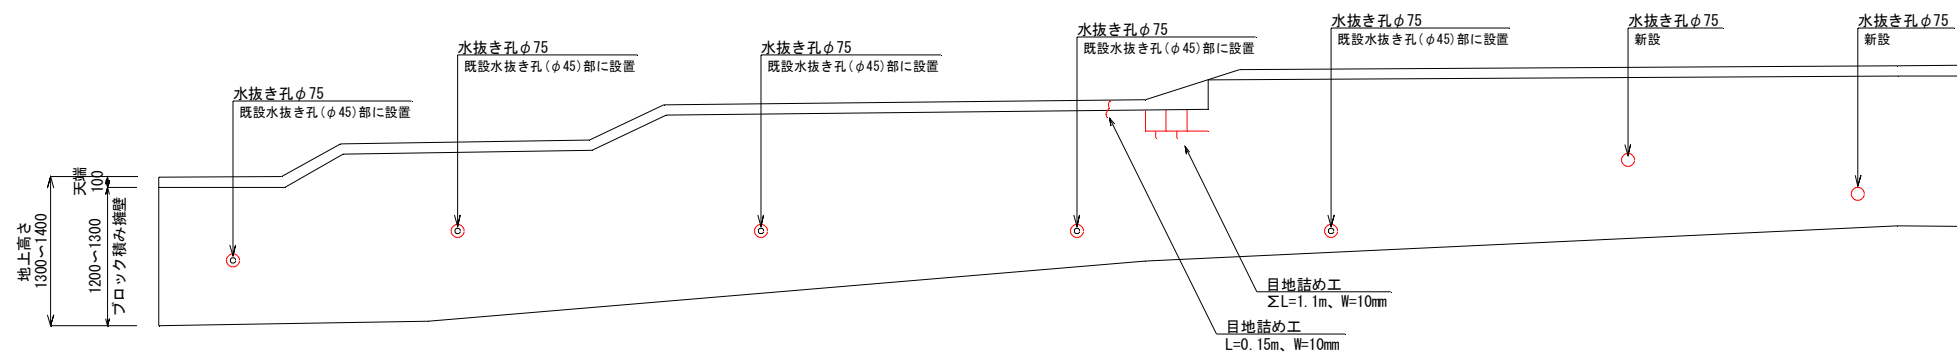 水抜き孔φ75
既設水抜き孔(φ45)部に設置
水抜き孔φ75
既設水抜き孔(φ45)部に設置
水抜き孔φ75
既設水抜き孔(φ45)部に設置
水抜き孔φ75
既設水抜き孔(φ45)部に設置
水抜き孔φ75
既設水抜き孔(φ45)部に設置
水抜き孔φ75
新設
水抜き孔φ75
新設
地上高さ
1300~1400
天端
100
1200~1300
ブロック積み擁壁
目地詰め工
ΣL=1.1m、W=10mm
目地詰め工
L=0.15m、W=10mm